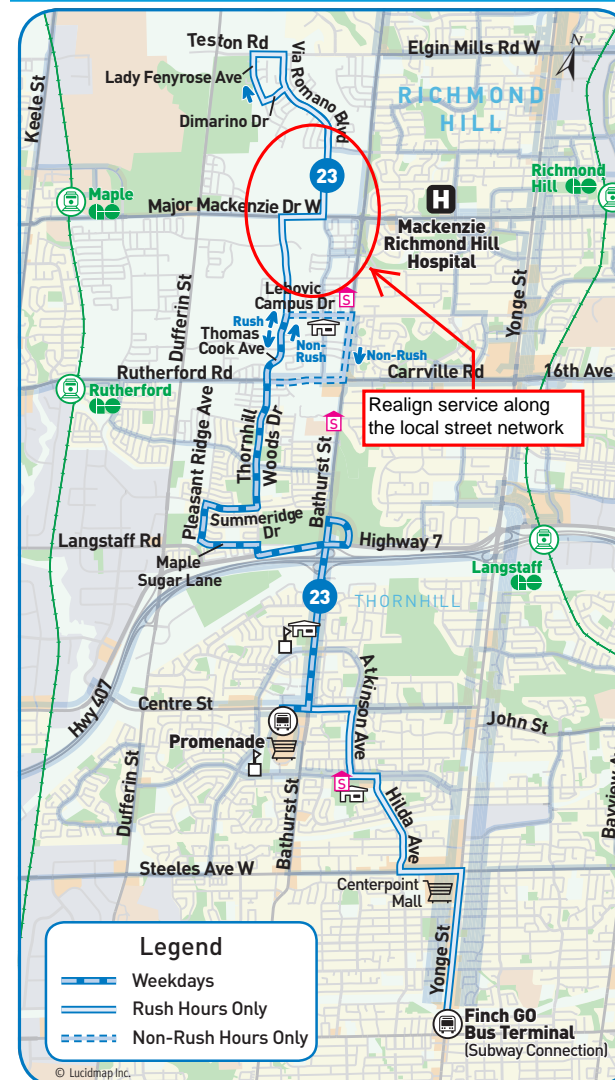 Teston Rd
Elgin Mills Rd W
N
Keele St
Lady Fenyrose Ave
Via Romano Blvd
RICHMOND
HILL
Dimarino Dr
23
Richmond
Hill
Maple
H
Major Mackenzie Dr W
Mackenzie
Richmond Hill
Hospital
Yonge St
Dufferin St
Lebovic
Campus Dr
S
Rush
Thomas
Cook Ave
Non-
Rush
Non-Rush
Rutherford Rd
Carrville Rd
16th Ave
Rutherford
Realign service along
the local street network
Pleasant Ridge Ave
Thornhill
Woods Dr
S
Bathurst St
Summeridge
Dr
Langstaff Rd
Highway 7
Maple
Sugar Lane
Langstaff
23
THORNHILL
Hwy 407
Centre St
Atkinson Ave
John St
Promenade
Dufferin St
Bathurst St
S
Hilda Ave
Steeles Ave W
Centerpoint
Mall
Yonge St
Legend
Weekdays
Rush Hours Only
Non-Rush Hours Only
Finch GO
Bus Terminal
(Subway Connection)
© Lucidmap Inc.